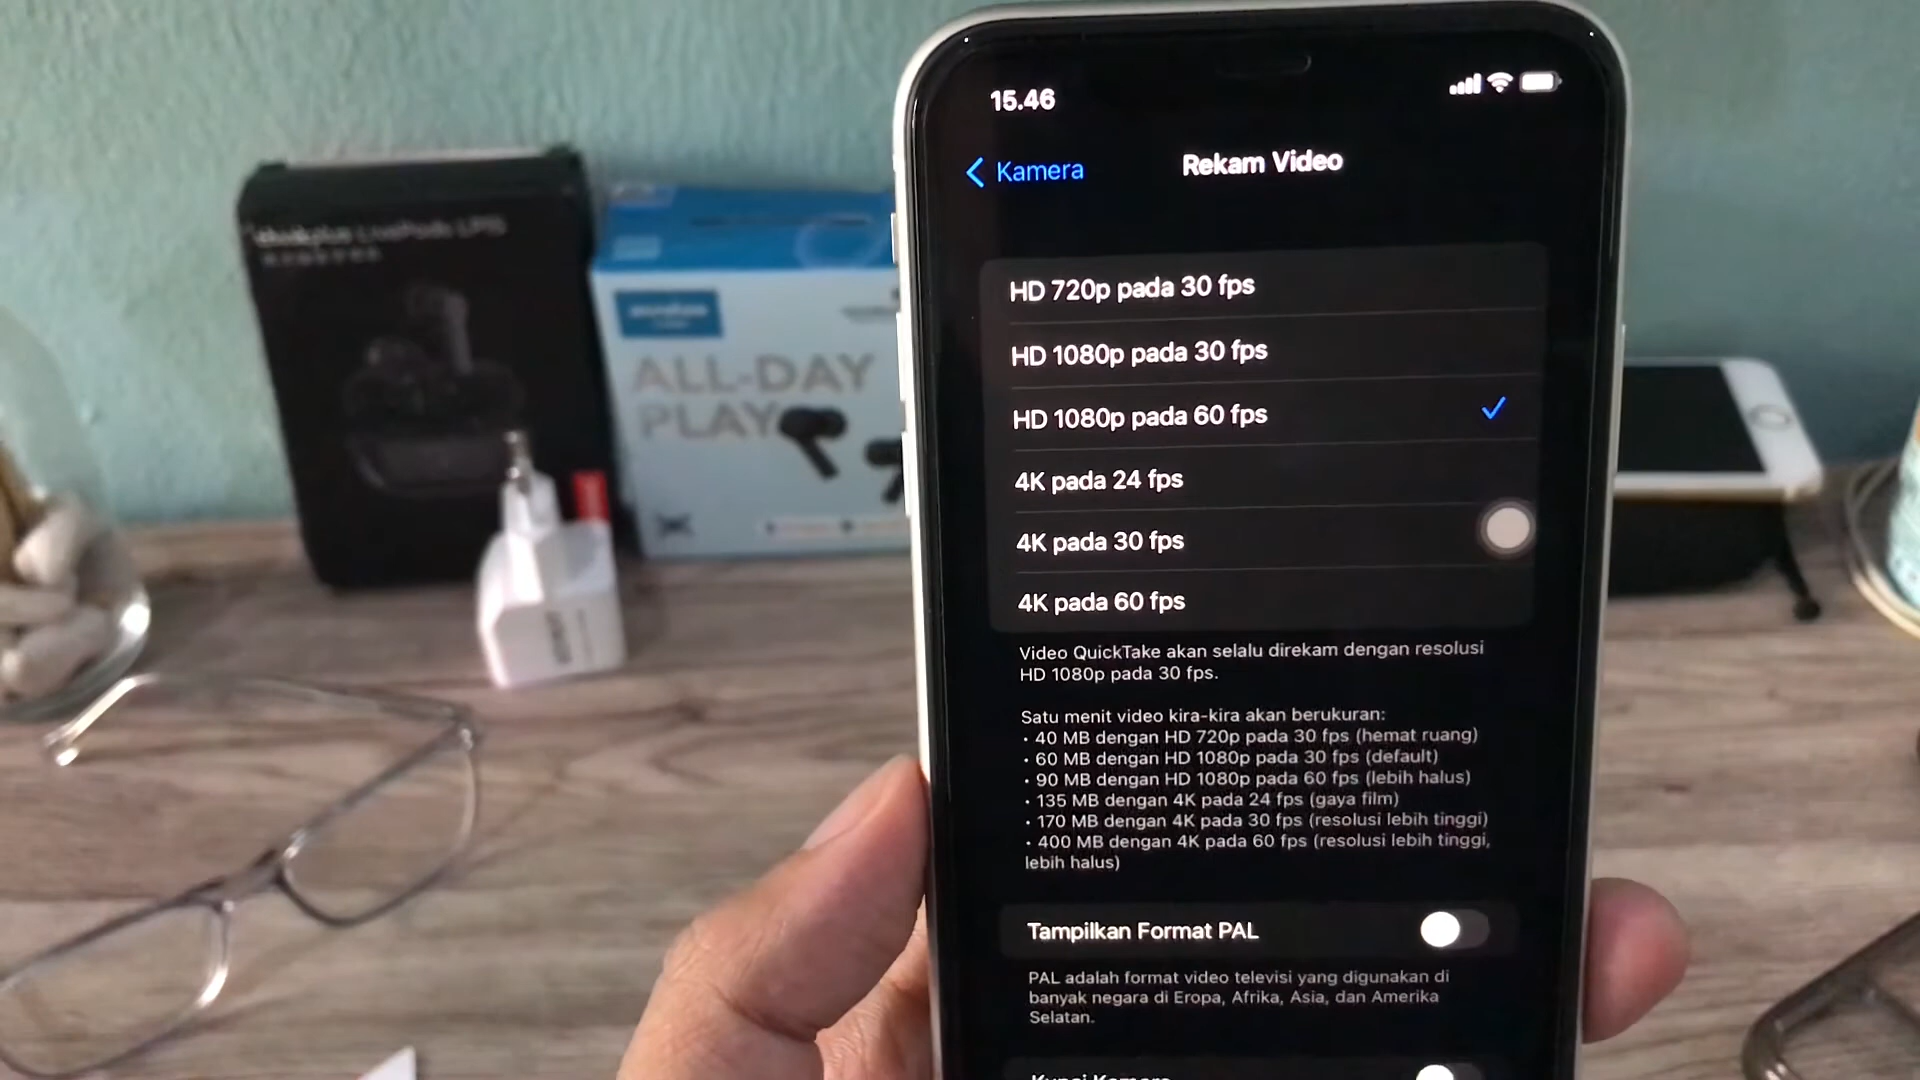 15.46
Kamera
Rekam Video
HD 720p pada 30 fps
HD 1080p pada 30 fps
HD 1080p pada 60 fps
4K pada 24 fps
4K pada 30 fps
4K pada 60 fps
Video QuickTake akan selalu direkam dengan resolusi
HD 1080p pada 30 fps.
Satu menit video kira-kira akan berukuran:
• 40 MB dengan HD 720p pada 30 fps (hemat ruang)
• 60 MB dengan HD 1080p pada 30 fps (default)
• 90 MB dengan HD 1080p pada 60 fps (lebih halus)
• 135 MB dengan 4K pada 24 fps (gaya film)
• 170 MB dengan 4K pada 30 fps (resolusi lebih tinggi)
• 400 MB dengan 4K pada 60 fps (resolusi lebih tinggi,
lebih halus)
Tampilkan Format PAL
PAL adalah format video televisi yang digunakan di
banyak negara di Eropa, Afrika, Asia, dan Amerika
Selatan.
Kunci Kamera
LivePods
ALL-DAY
PLAY